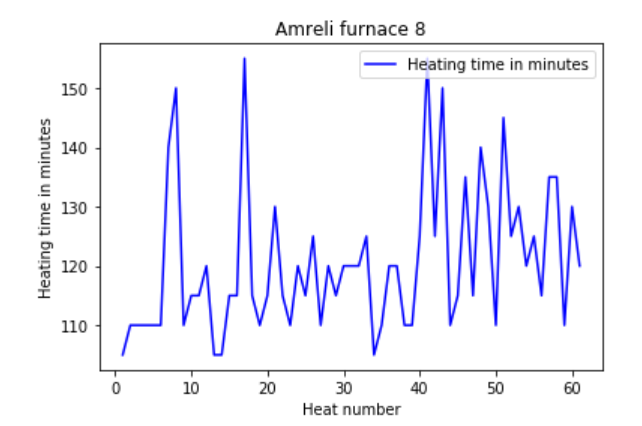 Amreli furnace 8
Heating time in minutes
Heating time in minutes
150
140
130
120
110
0 10 20 30 40 50 60
Heat number